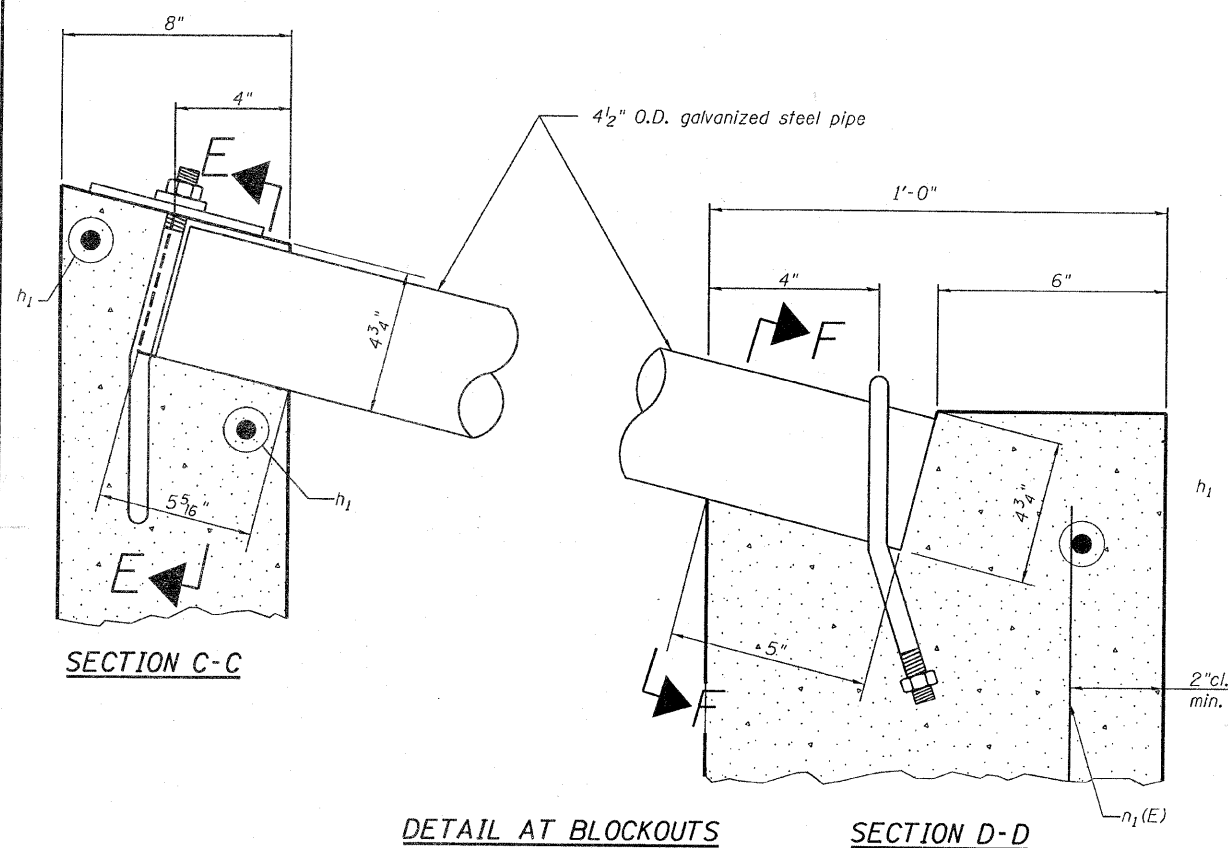 8"
4"
E
4½" O.D. galvanized steel pipe
1'-0"
4"
6"
F
h₁
4¾"
h₁
5 5/16"
E
SECTION C-C
h₁
4¾"
5"
F
2"cl.
min.
n₁(E)
DETAIL AT BLOCKOUTS
SECTION D-D